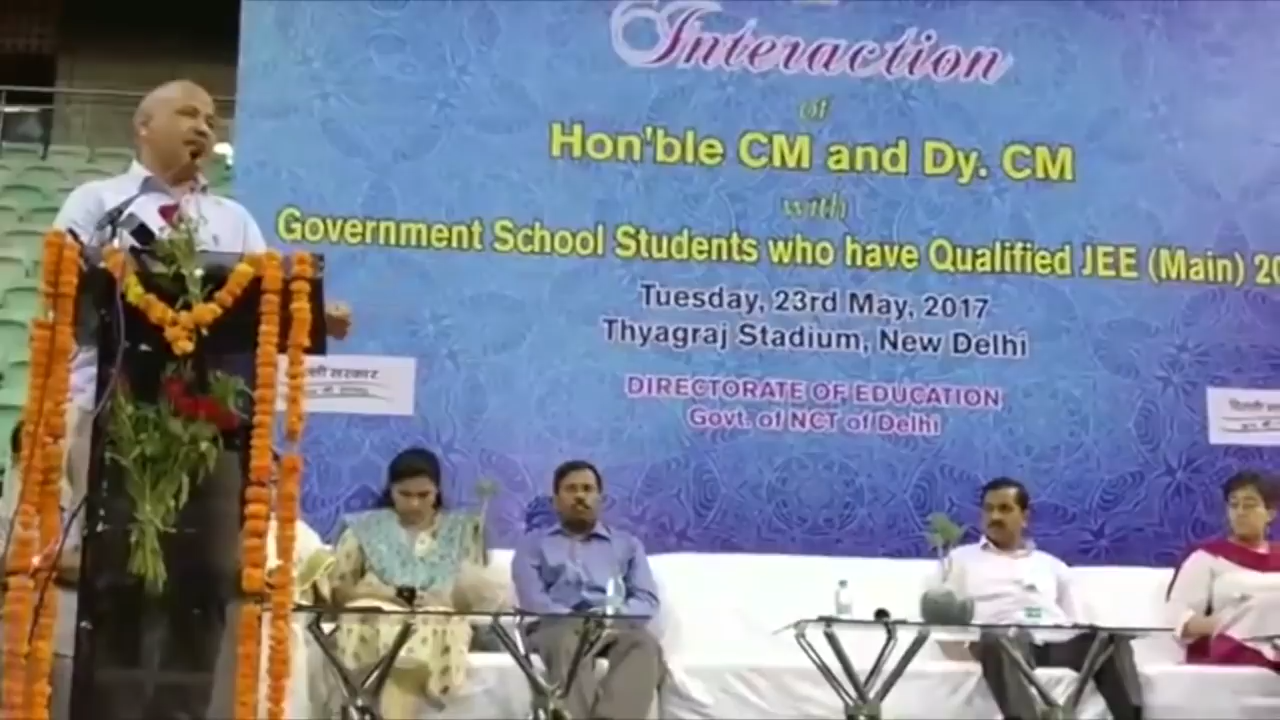 Interaction
of
Hon'ble CM and Dy. CM
with
Government School Students who have Qualified JEE (Main) 20
Tuesday, 23rd May, 2017
Thyagraj Stadium, New Delhi
DIRECTORATE OF EDUCATION
Govt. of NCT of Delhi
सरकार